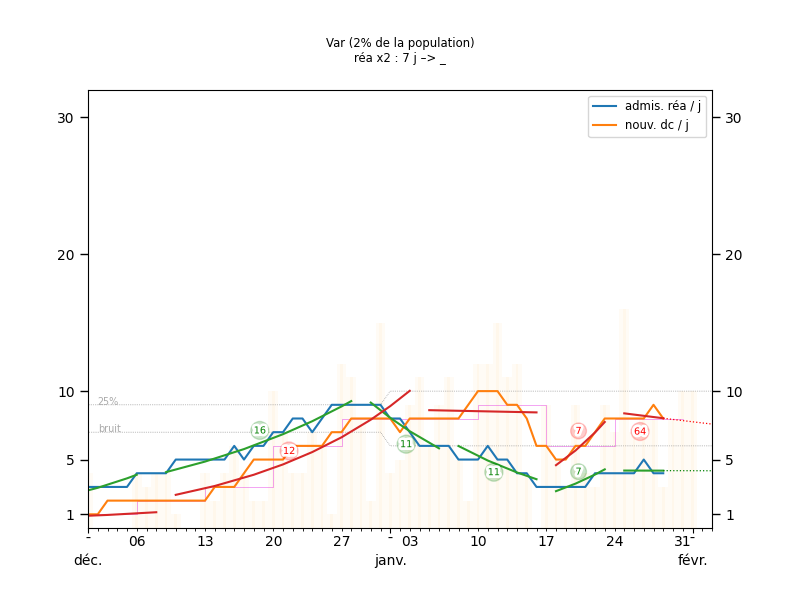 Var (2% de la population)
réa x2 : 7 j –> _
admis. réa / j
nouv. dc / j
30 30
20 20
10 10
25%
bruit
16
12
11
11
7
7
64
5 5
1 1
- 06 13 20 27 - 03 10 17 24 31 -
déc. janv. févr.